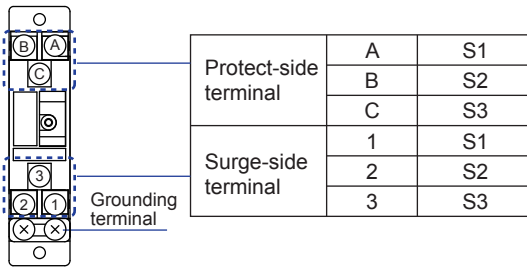 B A
C
3
2 1
Grounding
terminal
Protect-side
terminal
A S1
B S2
C S3
Surge-side
terminal
1 S1
2 S2
3 S3